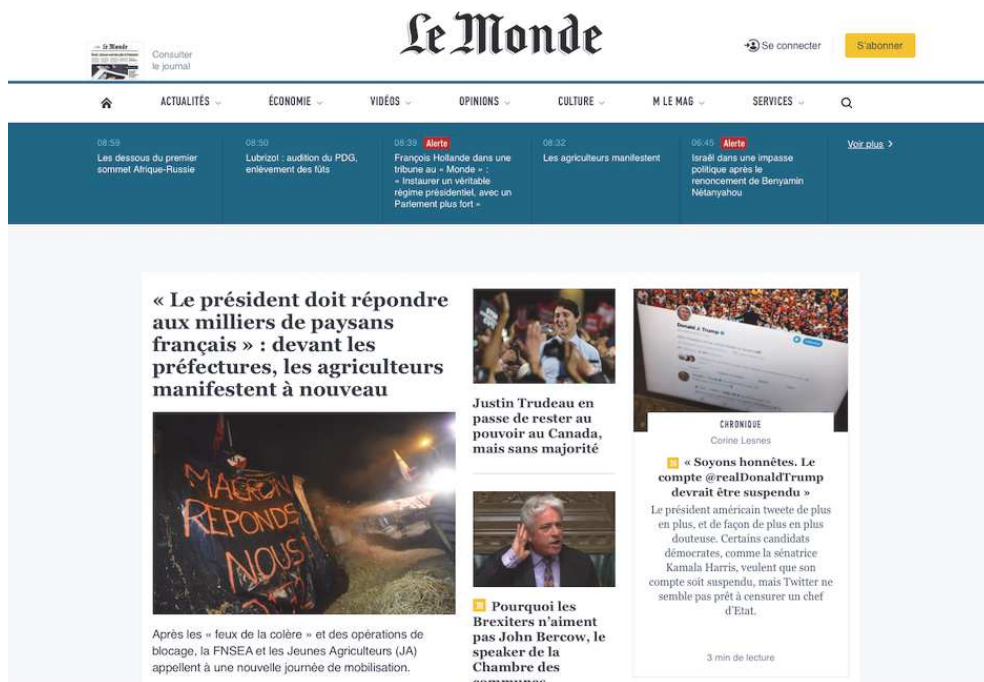 Le Monde
Consulter
le journal
Se connecter
S'abonner
ACTUALITÉS
ÉCONOMIE
VIDÉOS
OPINIONS
CULTURE
M LE MAG
SERVICES
08:59
Les dessous du premier
sommet Afrique-Russie
08:50
Lubrizol : audition du PDG,
enlèvement des fûts
08:39 Alerte
François Hollande dans une
tribune au « Monde » :
« Instaurer un véritable
régime présidentiel, avec un
Parlement plus fort »
08:32
Les agriculteurs manifestent
06:45 Alerte
Israël dans une impasse
politique après le
renoncement de Benyamin
Nétanyahou
Voir plus >
« Le président doit répondre
aux milliers de paysans
français » : devant les
préfectures, les agriculteurs
manifestent à nouveau
MACRON
REPONDS
NOUS
Après les « feux de la colère » et des opérations de
blocage, la FNSEA et les Jeunes Agriculteurs (JA)
appellent à une nouvelle journée de mobilisation.
Justin Trudeau en
passe de rester au
pouvoir au Canada,
mais sans majorité
Pourquoi les
Brexiters n'aiment
pas John Bercow, le
speaker de la
Chambre des
communes
Donald J. Trump
CHRONIQUE
Corine Lesnes
« Soyons honnêtes. Le
compte @realDonaldTrump
devrait être suspendu »
Le président américain tweete de plus
en plus, et de façon de plus en plus
douteuse. Certains candidats
démocrates, comme la sénatrice
Kamala Harris, veulent que son
compte soit suspendu, mais Twitter ne
semble pas prêt à censurer un chef
d'Etat.
3 min de lecture